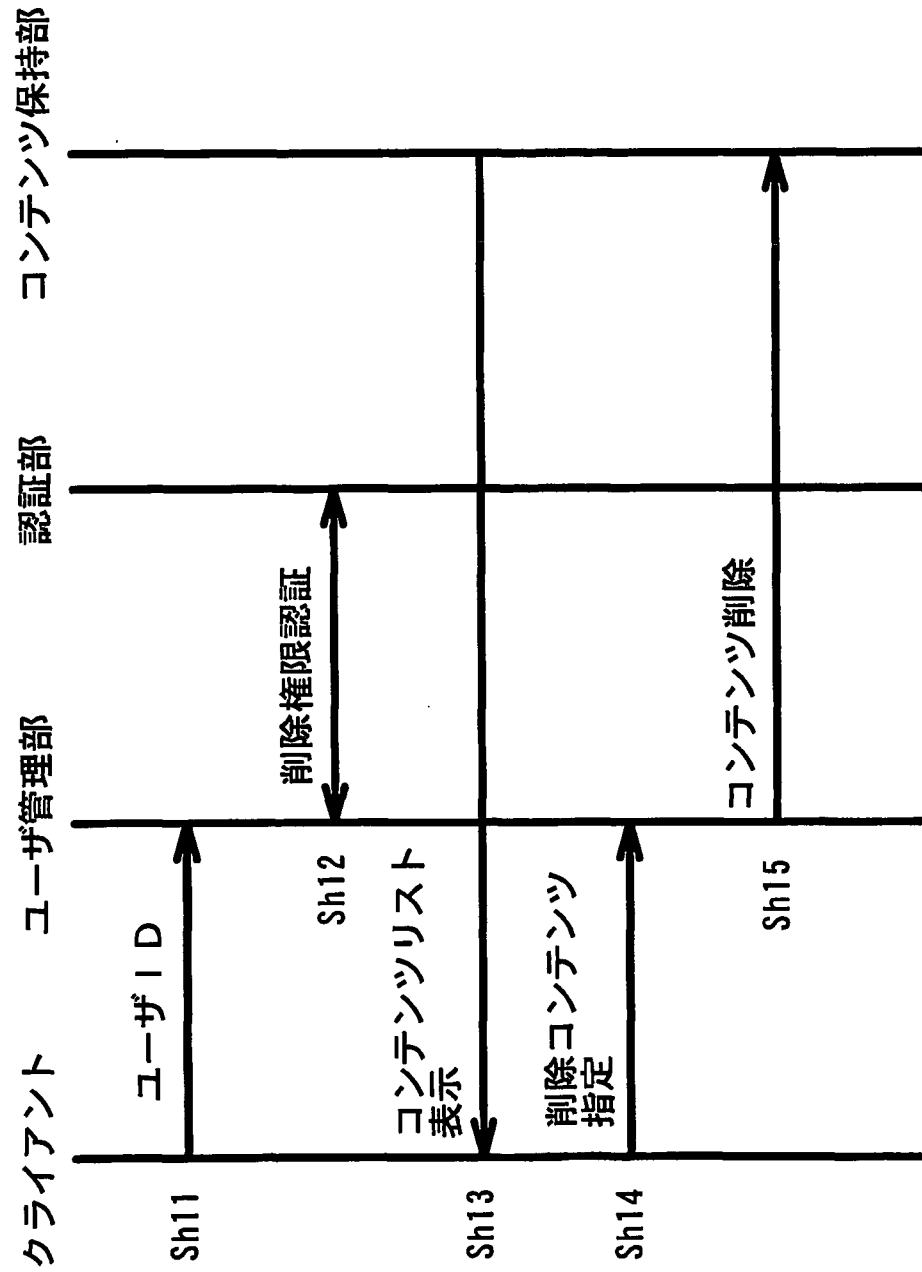 クライアント
ユーザ管理部
認証部
コンテンツ保持部
Sh11
ユーザID
Sh12
削除権限認証
Sh13
コンテンツリスト
表示
Sh14
削除コンテンツ
指定
Sh15
コンテンツ削除